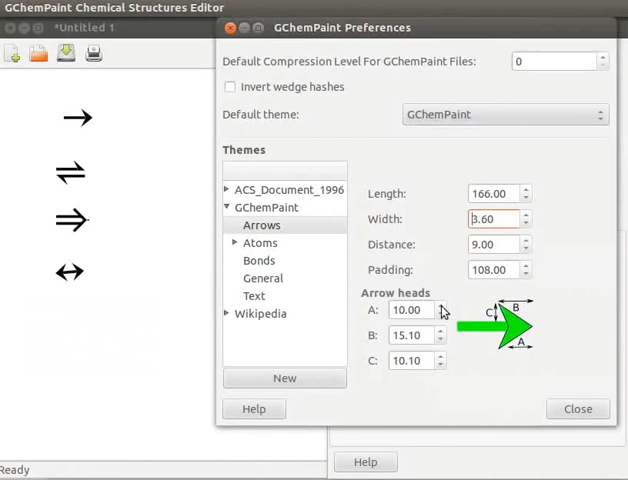 GChemPaint Chemical Structures Editor
*Untitled 1
GChemPaint Preferences
Default Compression Level For GChemPaint Files: 0
Invert wedge hashes
Default theme: GChemPaint
Themes
ACS_Document_1996
GChemPaint
Arrows
Atoms
Bonds
General
Text
Wikipedia
New
Length: 166.00
Width: 3.60
Distance: 9.00
Padding: 108.00
Arrow heads
A: 10.00
B: 15.10
C: 10.10
B
C
A
Help
Close
Help
Ready